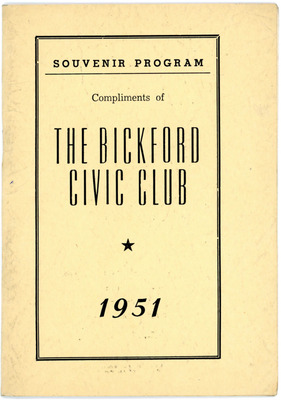 SOUVENIR PROGRAM
Compliments of
THE BICKFORD
CIVIC CLUB
★
1951